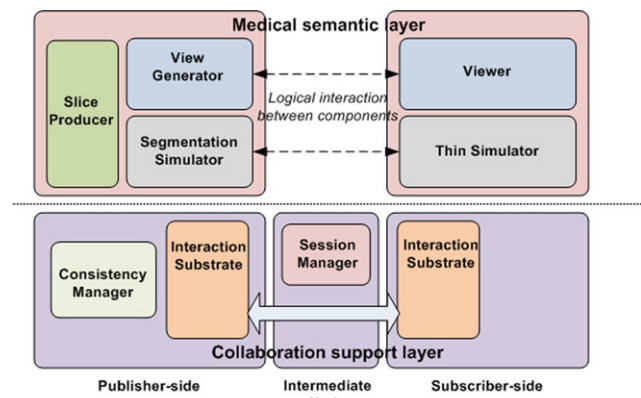 Medical semantic layer
View
Generator
Viewer
Slice
Producer
Logical interaction
between components
Segmentation
Simulator
Thin Simulator
Interaction
Substrate
Session
Manager
Interaction
Substrate
Consistency
Manager
Collaboration support layer
Publisher-side
Intermediate
Subscriber-side